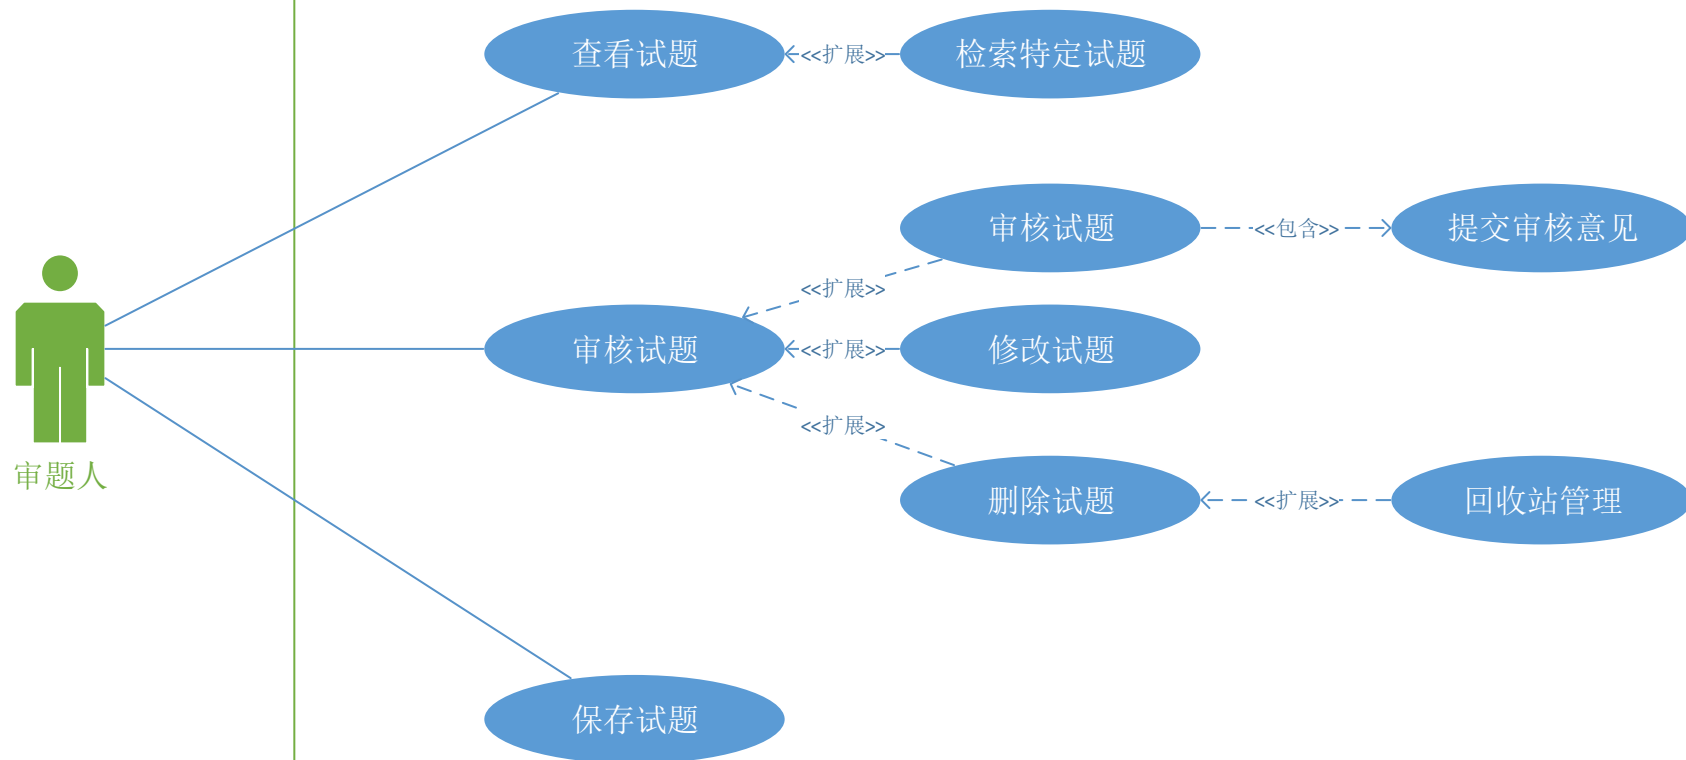 查看试题
<<扩展>>
检索特定试题
审核试题
<<包含>>
提交审核意见
<<扩展>>
审核试题
<<扩展>>
修改试题
<<扩展>>
审题人
删除试题
<<扩展>>
回收站管理
保存试题